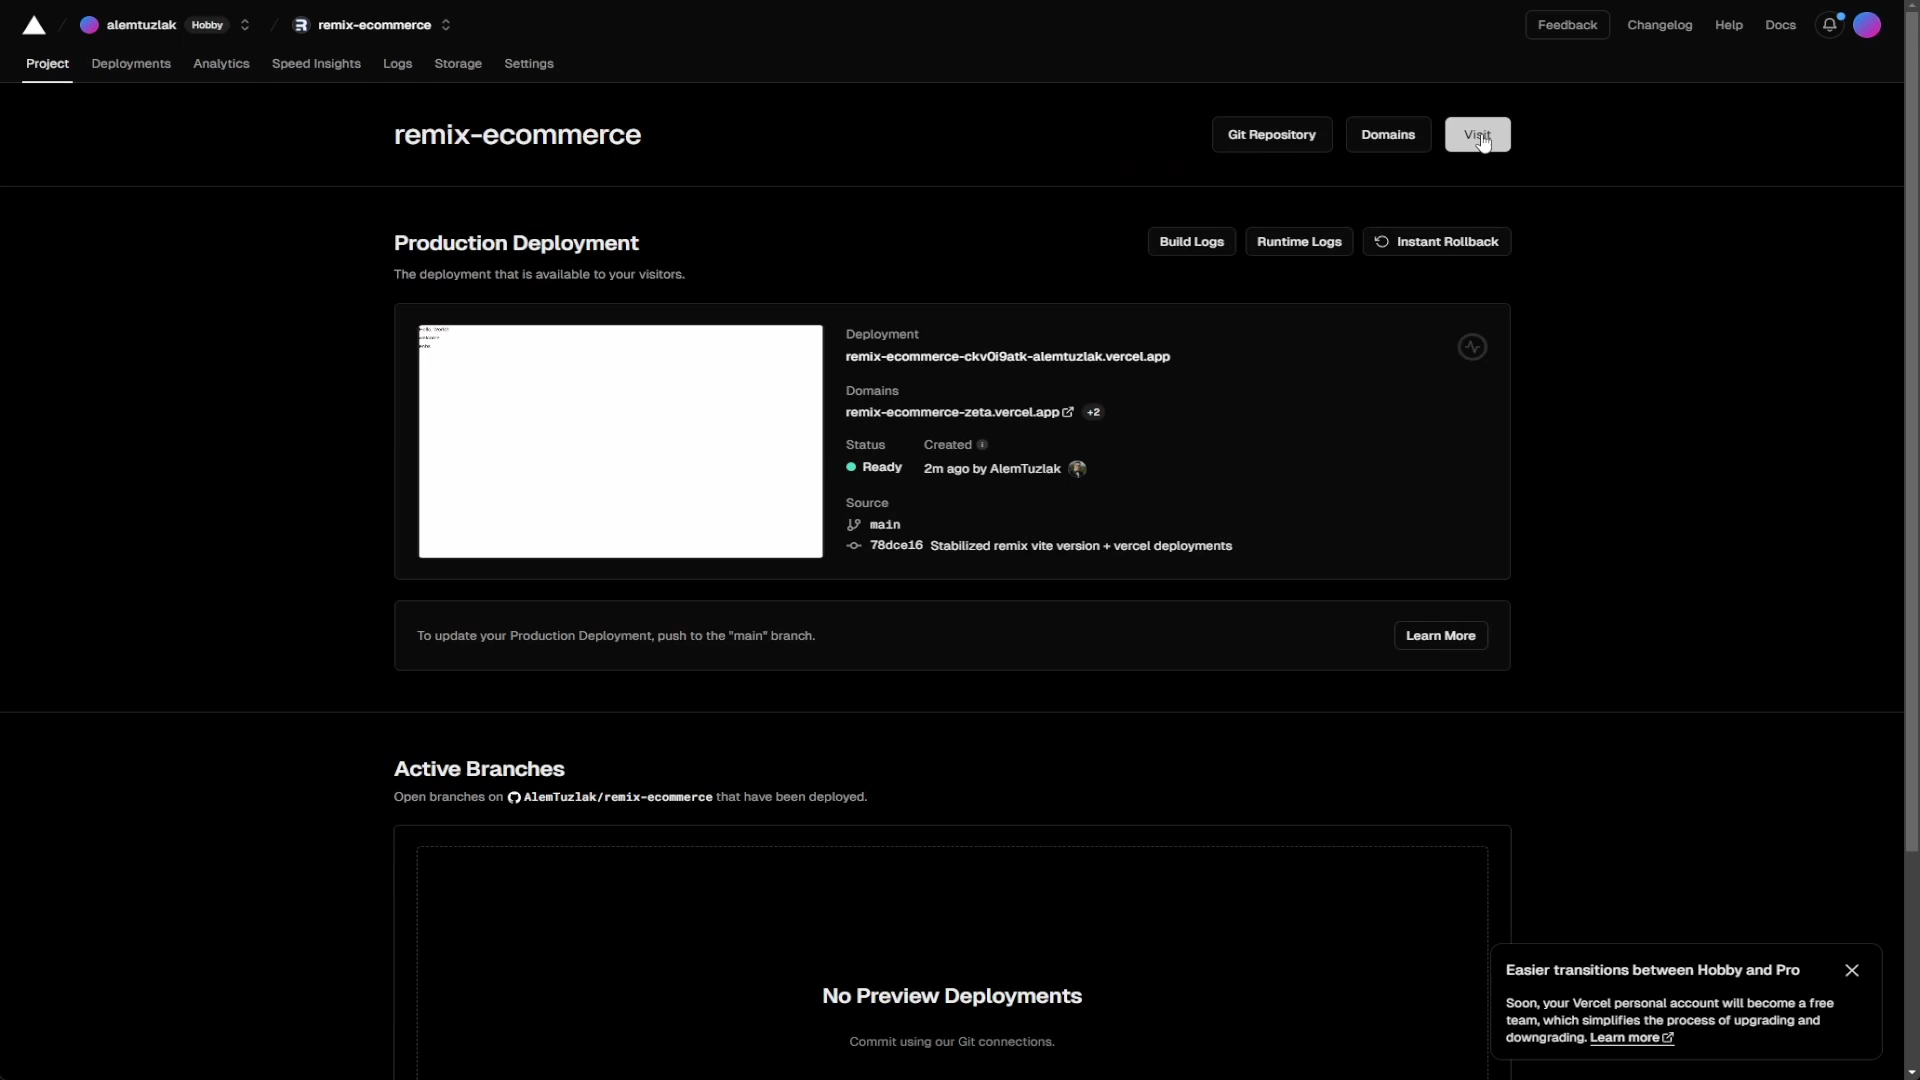 alemtuzlak Hobby remix-ecommerce Feedback Changelog Help Docs
Project Deployments Analytics Speed Insights Logs Storage Settings
remix-ecommerce Git Repository Domains Visit
Production Deployment Build Logs Runtime Logs Instant Rollback
The deployment that is available to your visitors.
Deployment
remix-ecommerce-ckv0i9atk-alemtuzlak.vercel.app
Domains
remix-ecommerce-zeta.vercel.app +2
Status Created
Ready 2m ago by AlemTuzlak
Source
main
78dce16 Stabilized remix vite version + vercel deployments
To update your Production Deployment, push to the "main" branch. Learn More
Active Branches
Open branches on AlemTuzlak/remix-ecommerce that have been deployed.
No Preview Deployments
Commit using our Git connections.
Easier transitions between Hobby and Pro
Soon, your Vercel personal account will become a free
team, which simplifies the process of upgrading and
downgrading. Learn more